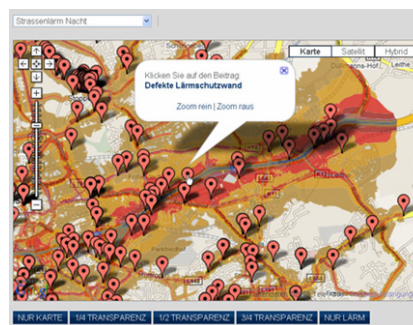 Strassenlärm Nacht
Karte Satellit Hybrid
Klicken Sie auf den Beitrag:
Defekte Lärmschutzwand
Zoom rein | Zoom raus
Leithe
NUR KARTE 1/4 TRANSPARENZ 1/2 TRANSPARENZ 3/4 TRANSPARENZ NUR LÄRM